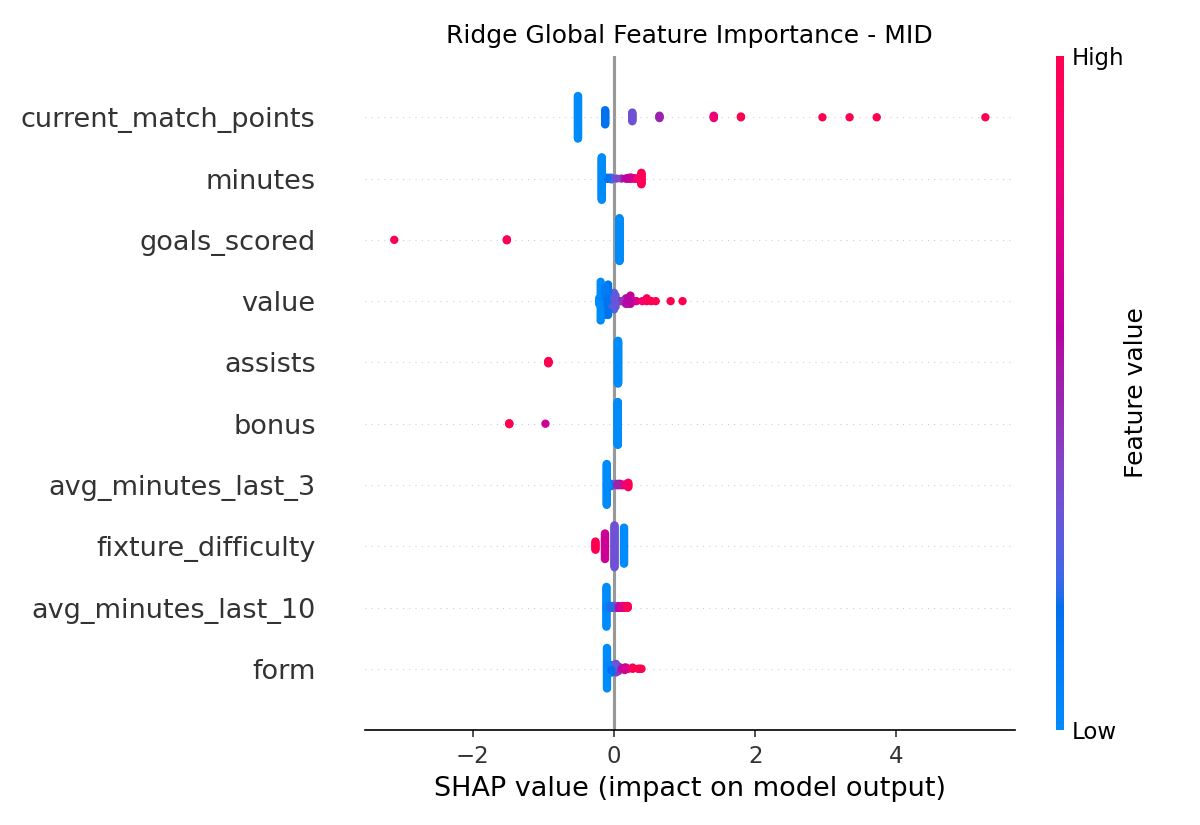 Ridge Global Feature Importance - MID
High
current_match_points
minutes
goals_scored
value
assists
bonus
avg_minutes_last_3
fixture_difficulty
avg_minutes_last_10
form
Feature value
Low
−2 0 2 4
SHAP value (impact on model output)